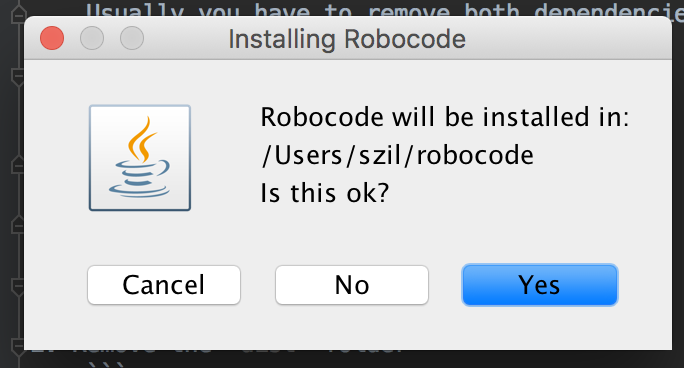 Usually you have to remove both dependencie
Installing Robocode
Robocode will be installed in:
/Users/szil/robocode
Is this ok?
Cancel
No
Yes
```